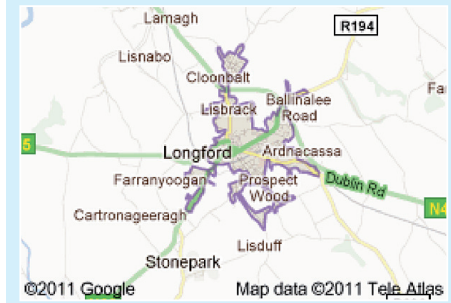 Lamagh
R194
Lisnabo
Cloonbalt
Ballinalee
Road
Lisbrack
5
Longford
Ardnacassa
Farranyoogan
Prospect
Wood
Dublin Rd
Cartronageeragh
N4
Lisduff
Stonepark
©2011 Google
Map data ©2011 Tele Atlas